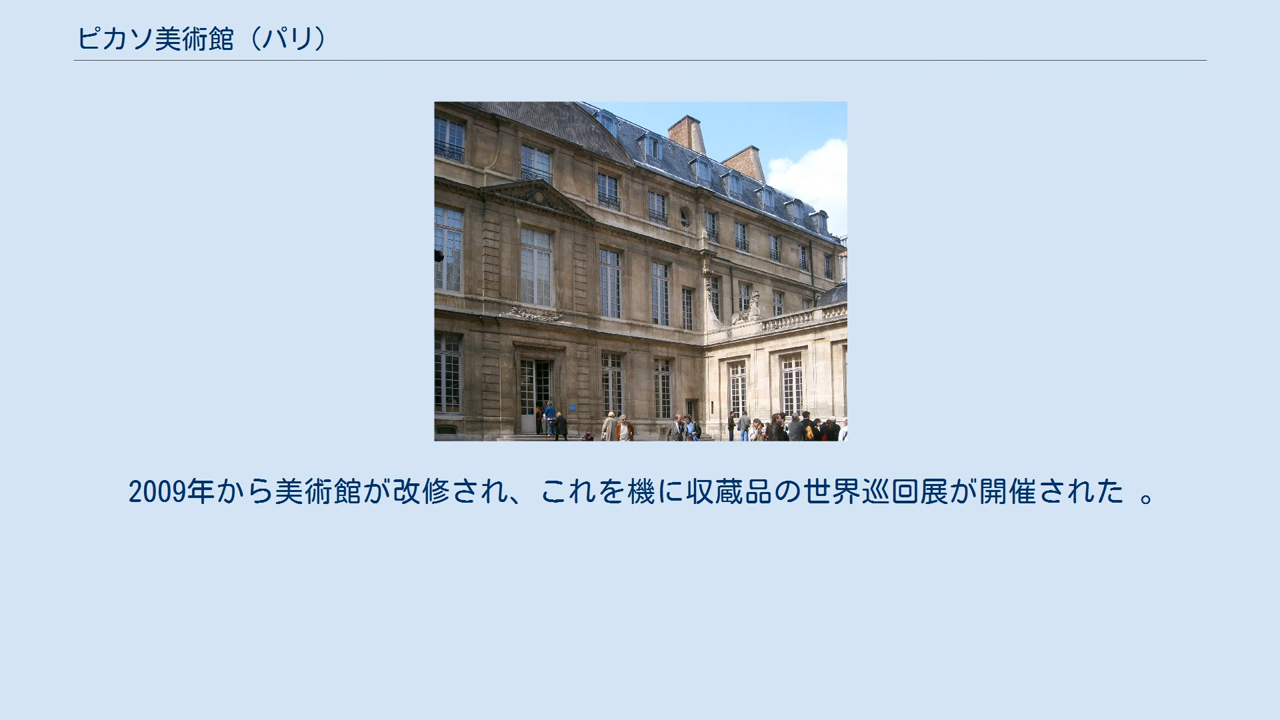 ピカソ美術館（パリ）
2009年から美術館が改修され、これを機に収蔵品の世界巡回展が開催された 。